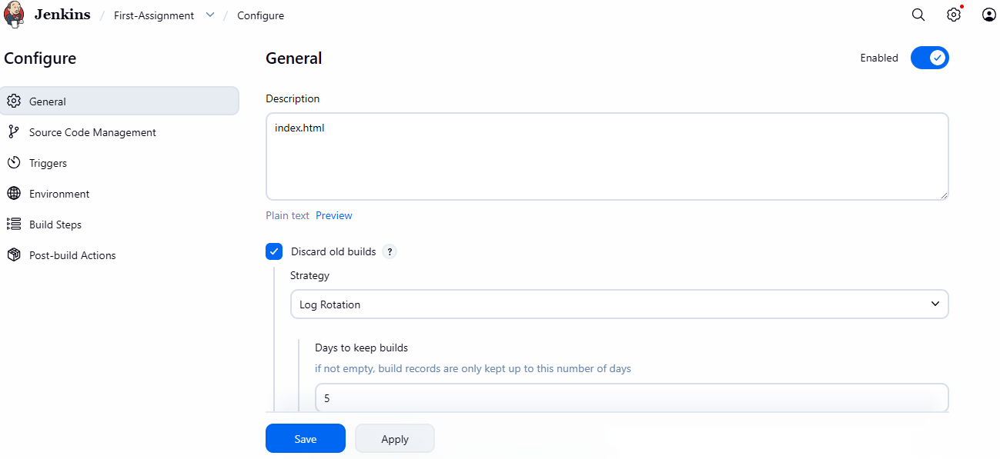 Jenkins / First-Assignment / Configure
Configure
General
Source Code Management
Triggers
Environment
Build Steps
Post-build Actions
General
Enabled
Description
index.html
Plain text Preview
Discard old builds ?
Strategy
Log Rotation
Days to keep builds
if not empty, build records are only kept up to this number of days
5
Save Apply